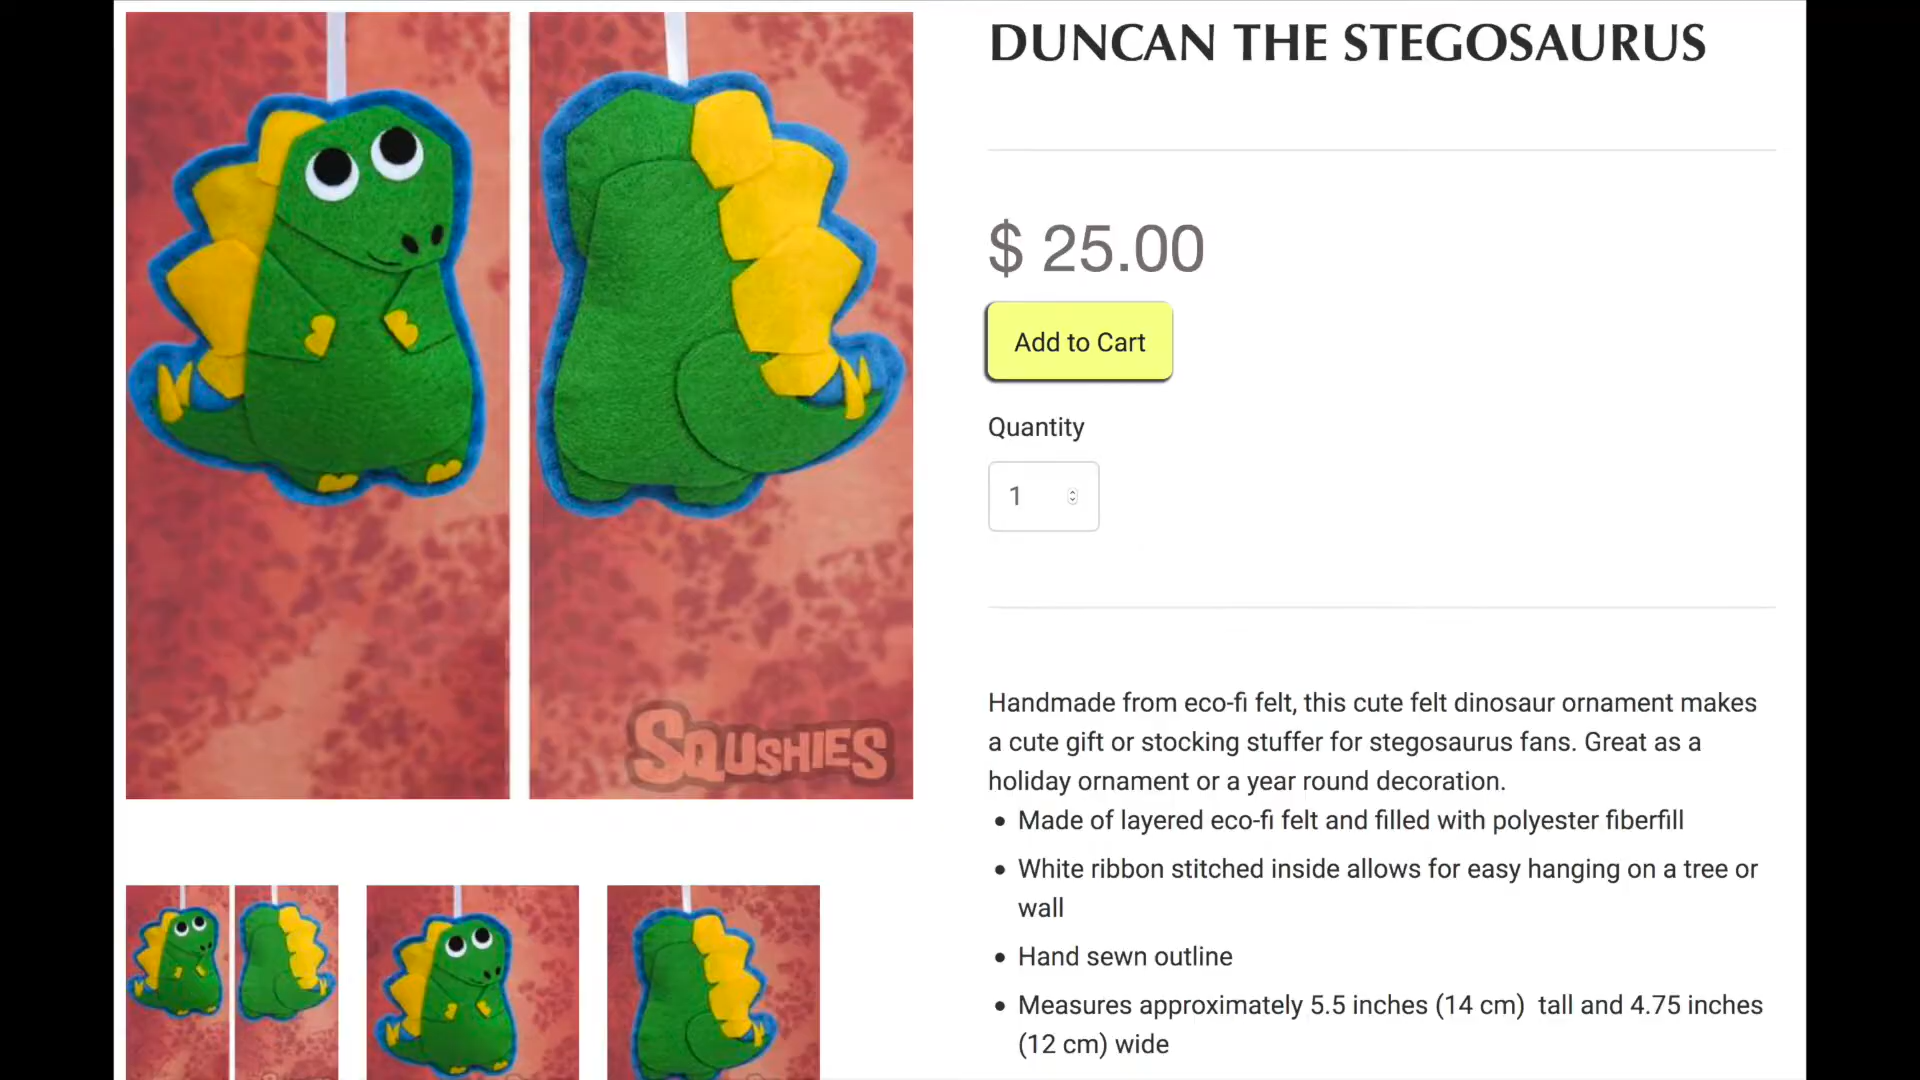 DUNCAN THE STEGOSAURUS
$ 25.00
Add to Cart
Quantity
1
Handmade from eco-fi felt, this cute felt dinosaur ornament makes
a cute gift or stocking stuffer for stegosaurus fans. Great as a
holiday ornament or a year round decoration.
• Made of layered eco-fi felt and filled with polyester fiberfill
• White ribbon stitched inside allows for easy hanging on a tree or
wall
• Hand sewn outline
• Measures approximately 5.5 inches (14 cm)  tall and 4.75 inches
(12 cm) wide
SQUSHIES